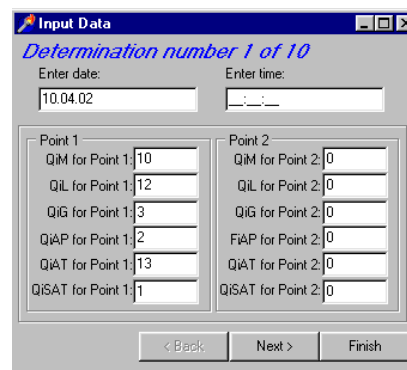 Input Data
Determination number 1 of 10
Enter date: Enter time:
10.04.02 __:__:__
Point 1 Point 2
QiM for Point 1: 10 QiM for Point 2: 0
QiL for Point 1: 12 QiL for Point 2: 0
QiG for Point 1: 3 QiG for Point 2: 0
QiAP for Point 1: 2 FiAP for Point 2: 0
QiAT for Point 1: 13 QiAT for Point 2: 0
QiSAT for Point 1: 1 QiSAT for Point 2: 0
< Back Next > Finish